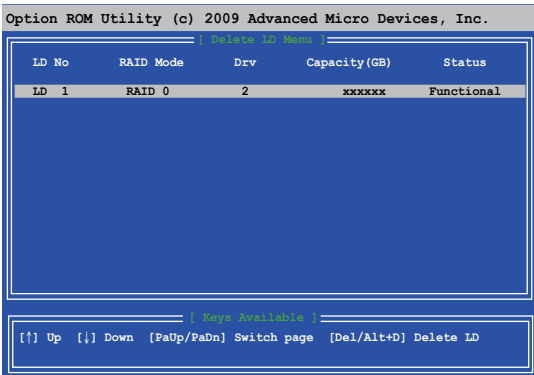 Option ROM Utility (c) 2009 Advanced Micro Devices, Inc.
[ Delete LD Menu ]
LD No RAID Mode Drv Capacity(GB) Status
LD 1 RAID 0 2 xxxxxx Functional
[ Keys Available ]
[↑] Up [↓] Down [PaUp/PaDn] Switch page [Del/Alt+D] Delete LD